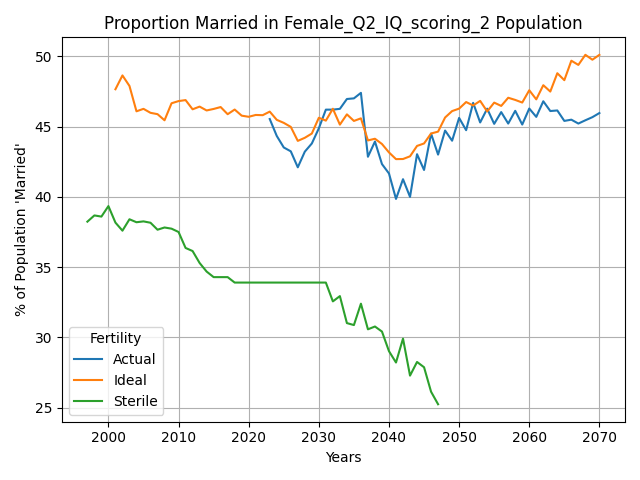 Proportion Married in Female_Q2_IQ_scoring_2 Population
% of Population 'Married'
50
45
40
35
30
25
Fertility
Actual
Ideal
Sterile
2000 2010 2020 2030 2040 2050 2060 2070
Years